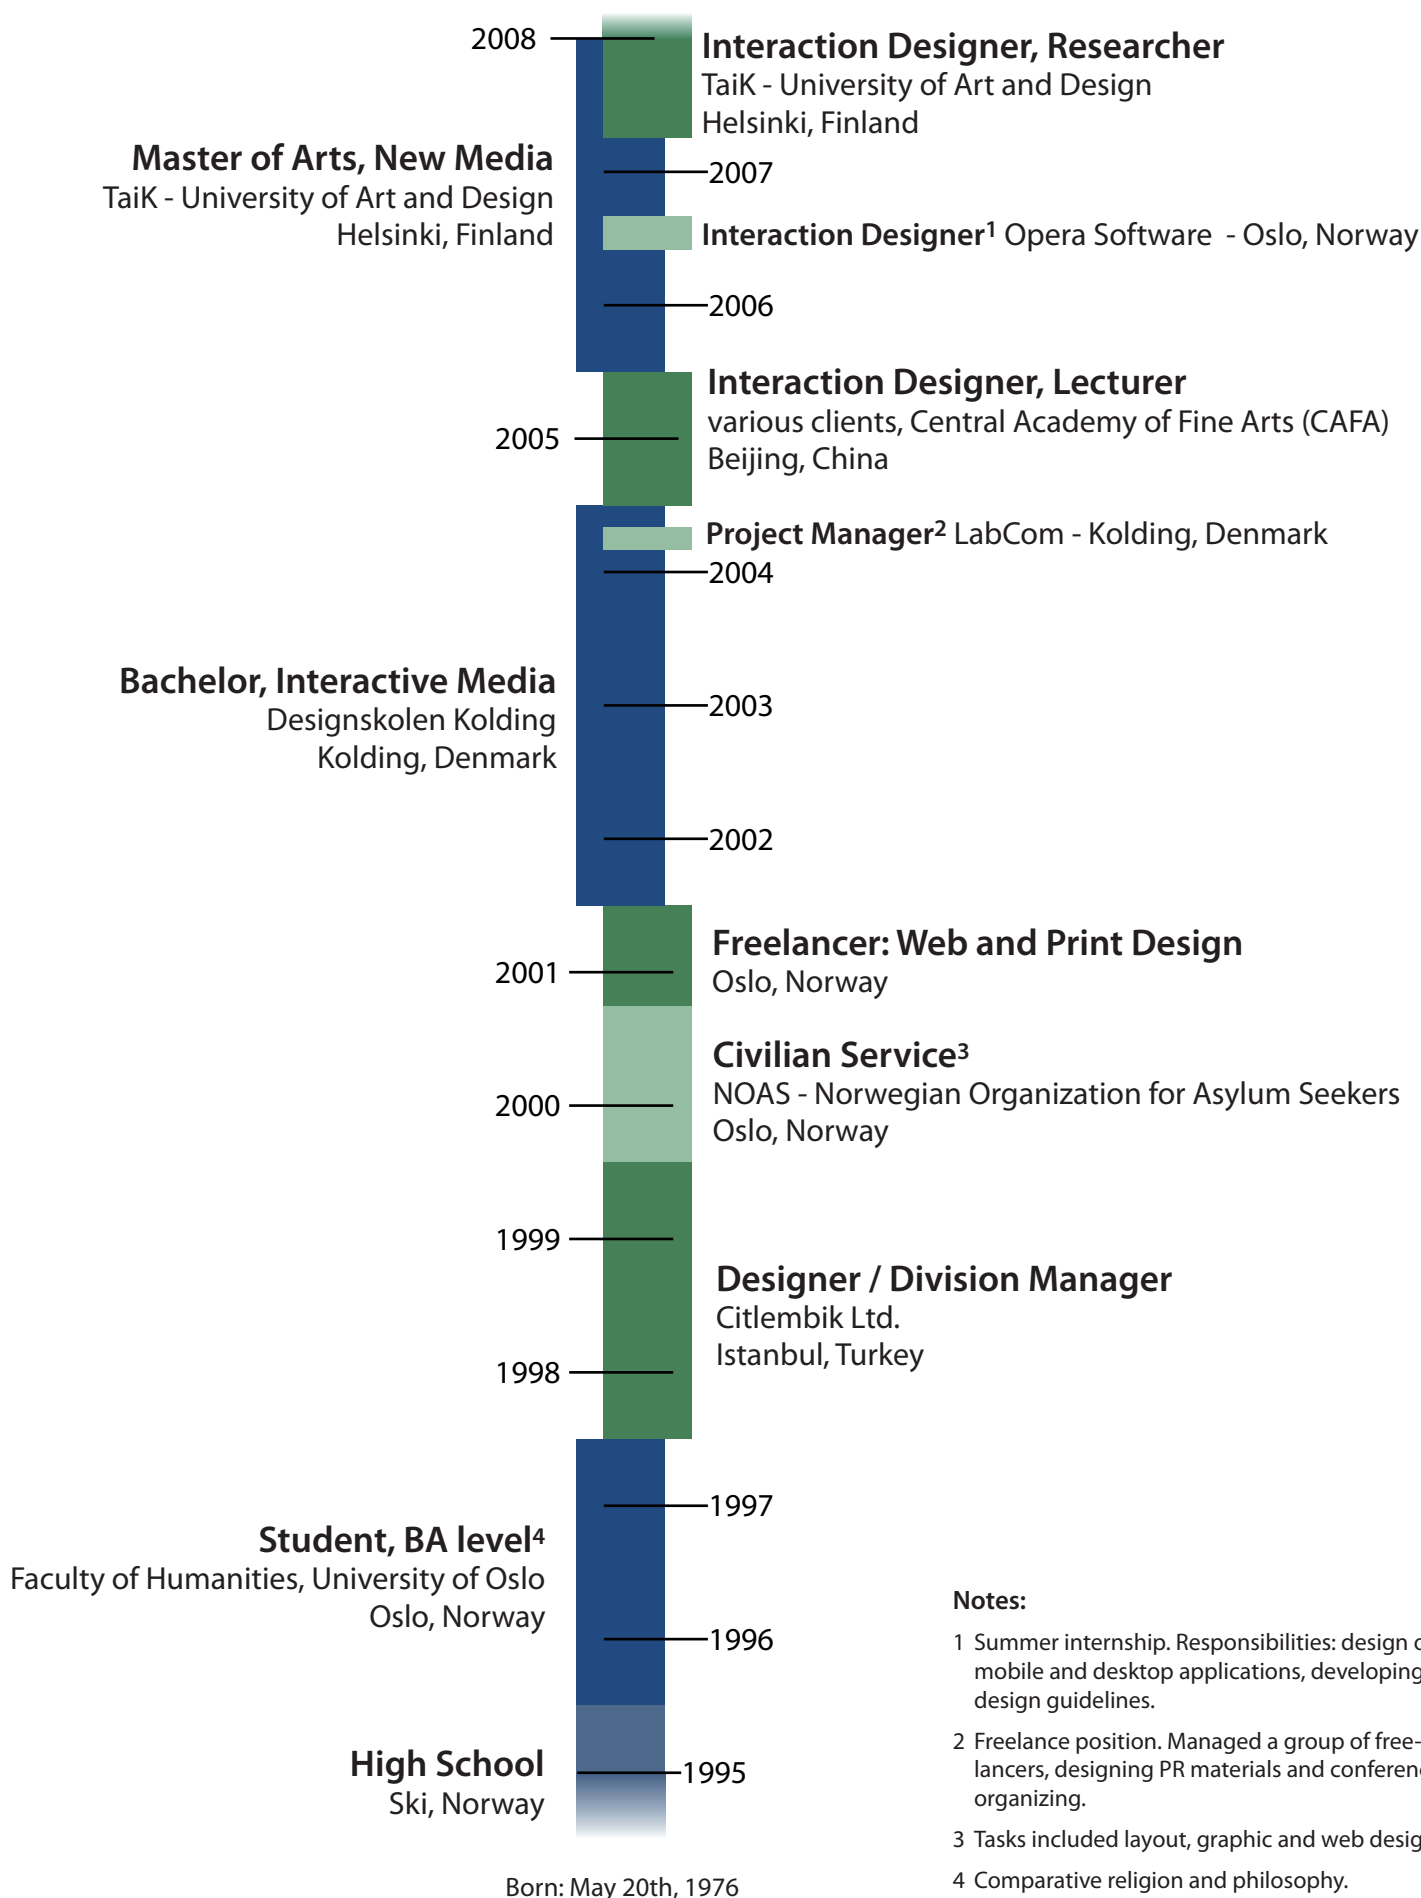 2008
Interaction Designer, Researcher
TaiK - University of Art and Design
Helsinki, Finland
Master of Arts, New Media
TaiK - University of Art and Design
Helsinki, Finland
2007
Interaction Designer1 Opera Software - Oslo, Norway
2006
Interaction Designer, Lecturer
various clients, Central Academy of Fine Arts (CAFA)
Beijing, China
2005
Project Manager2 LabCom - Kolding, Denmark
2004
Bachelor, Interactive Media
Designskolen Kolding
Kolding, Denmark
2003
2002
Freelancer: Web and Print Design
Oslo, Norway
2001
Civilian Service3
NOAS - Norwegian Organization for Asylum Seekers
Oslo, Norway
2000
1999
Designer / Division Manager
Citlembik Ltd.
Istanbul, Turkey
1998
1997
Student, BA level4
Faculty of Humanities, University of Oslo
Oslo, Norway
1996
High School
Ski, Norway
1995
Born: May 20th, 1976
Notes:
1 Summer internship. Responsibilities: design
mobile and desktop applications, developing
design guidelines.
2 Freelance position. Managed a group of free-
lancers, designing PR materials and
organizing.
3 Tasks included layout, graphic and web
4 Comparative religion and philosophy.